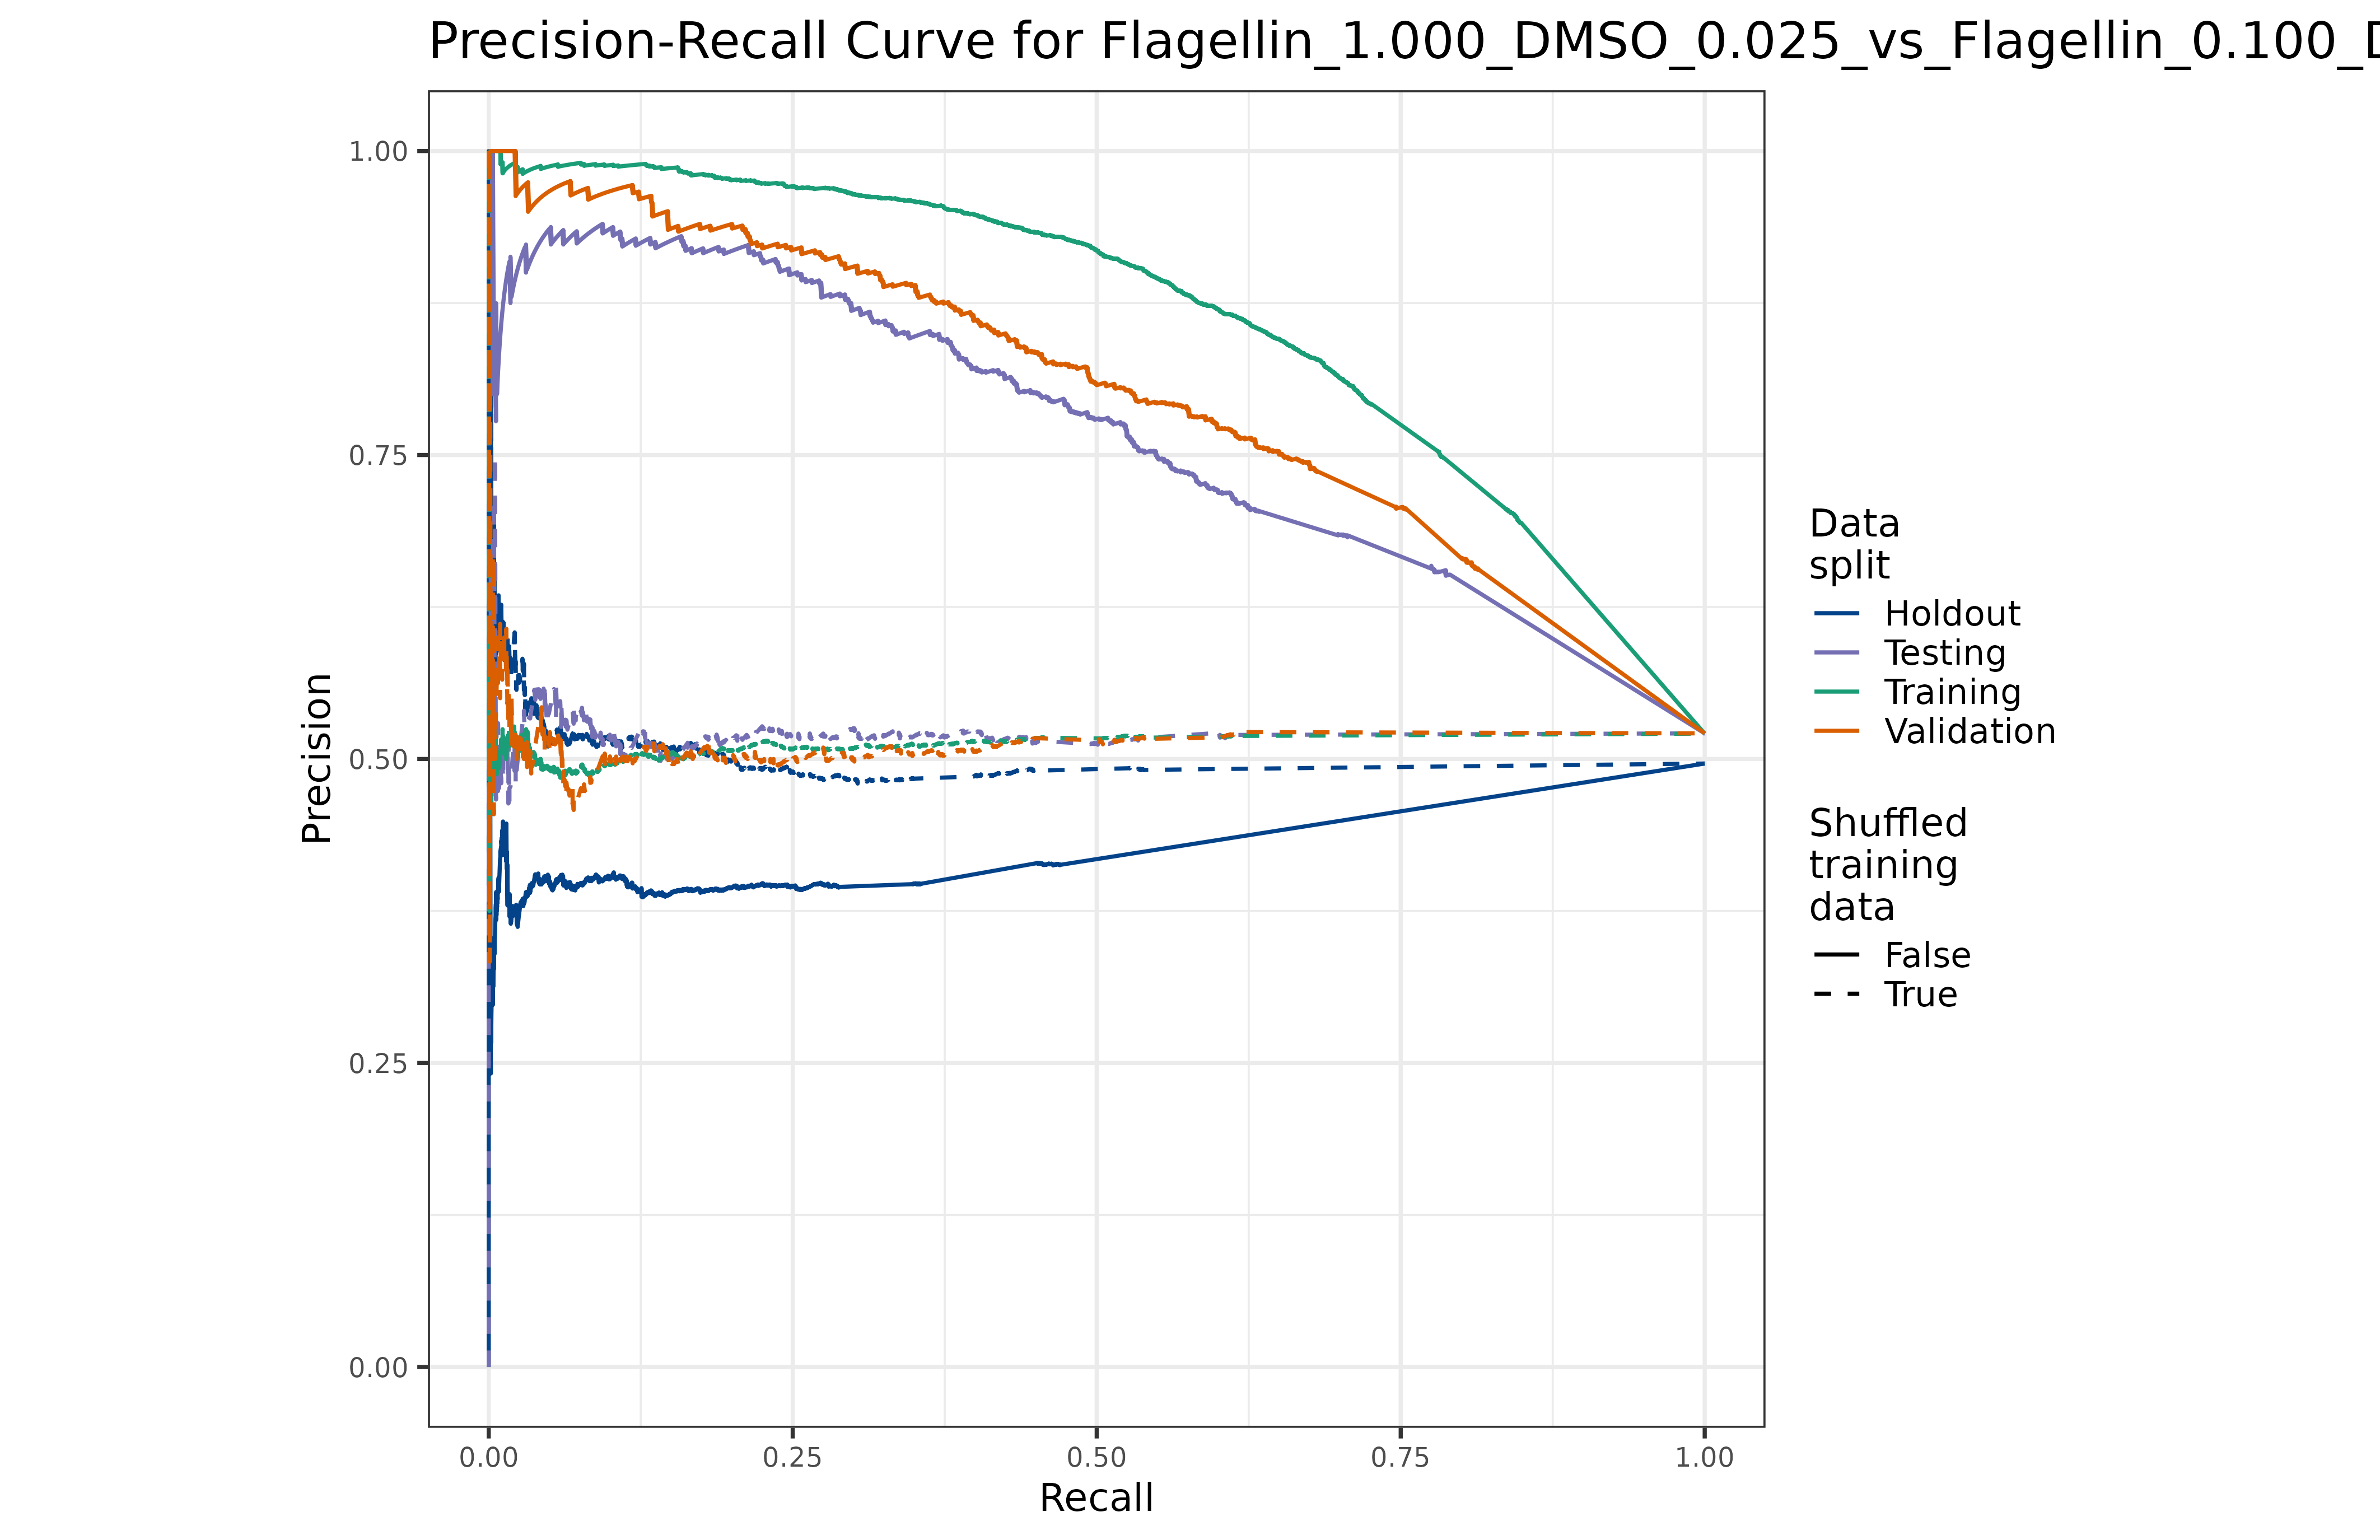 Precision-Recall Curve for Flagellin_1.000_DMSO_0.025_vs_Flagellin_0.100_D
1.00
0.75
0.50
0.25
0.00
Precision
0.00 0.25 0.50 0.75 1.00
Recall
Data
split
Holdout
Testing
Training
Validation
Shuffled
training
data
False
True